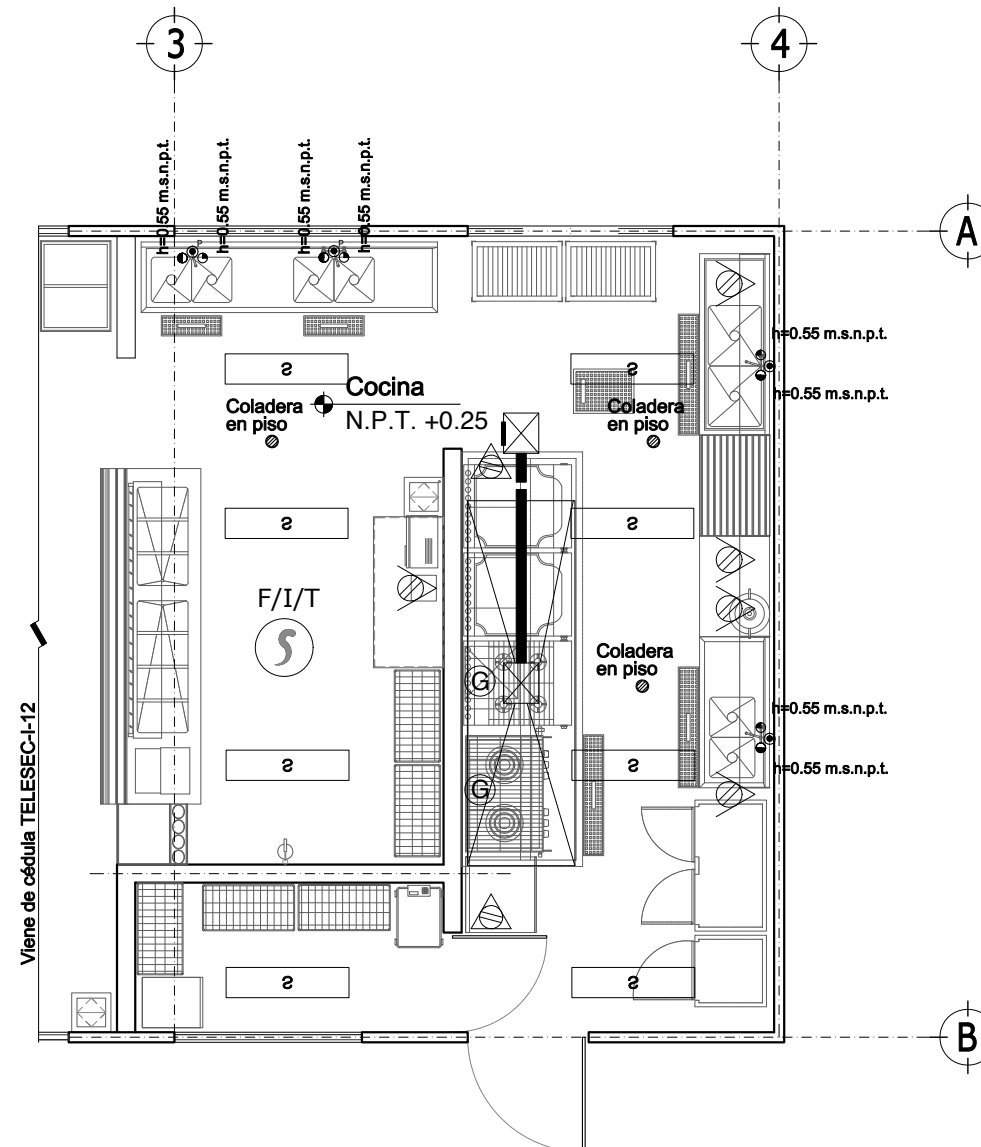 3
4
h=0.55 m.s.n.p.t.
h=0.55 m.s.n.p.t.
h=0.55 m.s.n.p.t.
h=0.55 m.s.n.p.t.
A
P
P
h=0.55 m.s.n.p.t.
S
S
Cocina
N.P.T. +0.25
h=0.55 m.s.n.p.t.
Coladera
en piso
Coladera
en piso
S
S
F/I/T
S
Coladera
en piso
G
h=0.55 m.s.n.p.t.
S
S
h=0.55 m.s.n.p.t.
G
Viene de cédula TELESEC-I-12
S
S
B